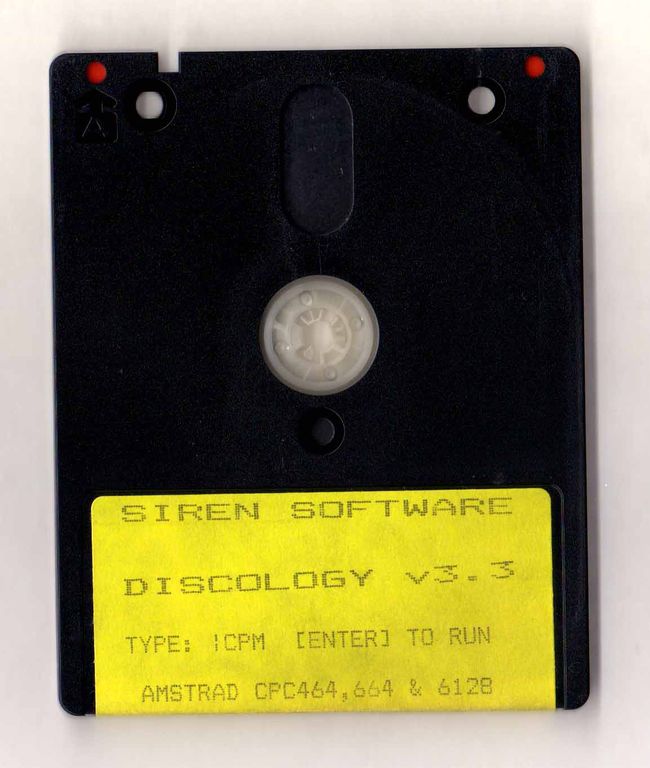 SIREN SOFTWARE
DISCOLOGY v3.3
TYPE: |CPM [ENTER] TO RUN
AMSTRAD CPC464,664 & 6128